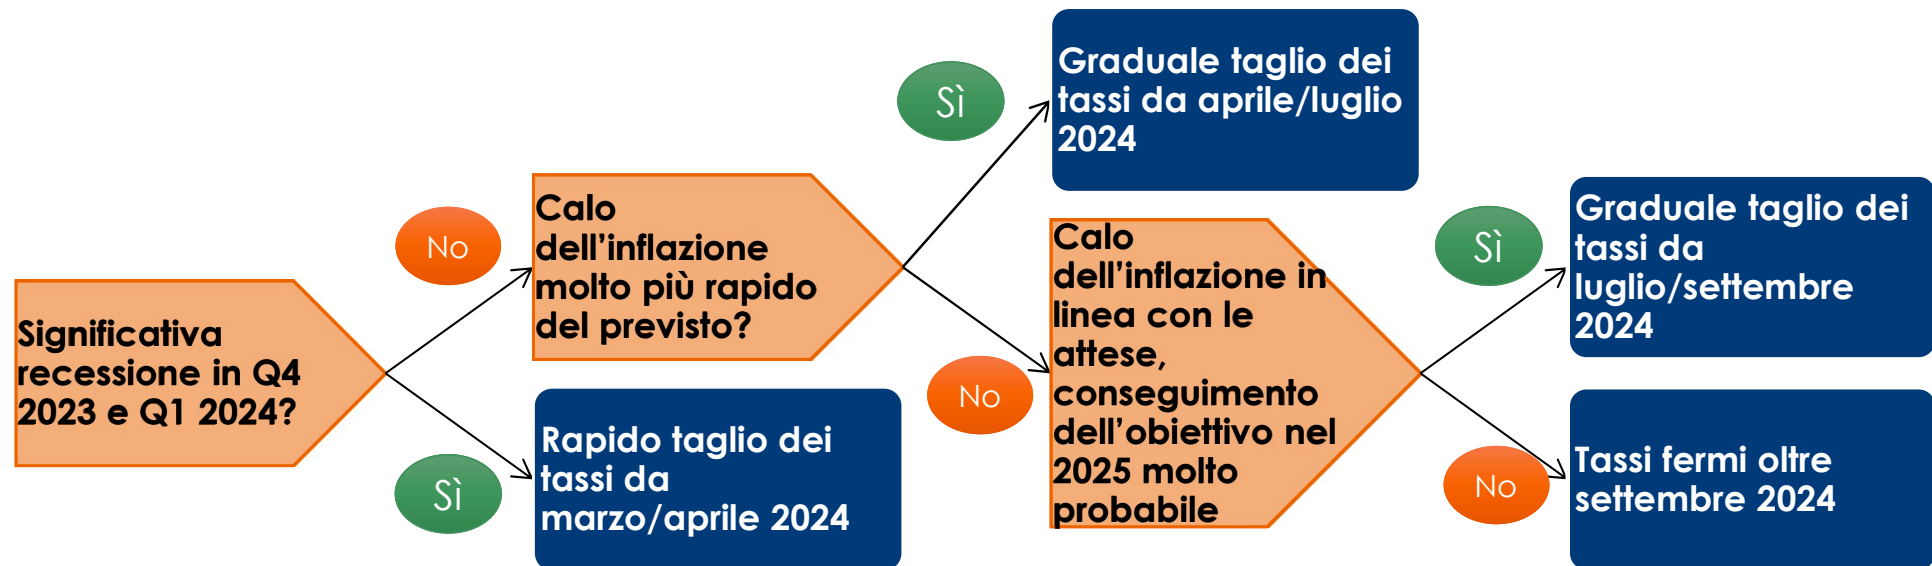 Significativa
recessione in Q4
2023 e Q1 2024?
No
Sì
Calo
dell’inflazione
molto più rapido
del previsto?
Rapido taglio dei
tassi da
marzo/aprile 2024
Sì
No
Graduale taglio dei
tassi da aprile/luglio
2024
Calo
dell’inflazione in
linea con le
attese,
conseguimento
dell’obiettivo nel
2025 molto
probabile
Sì
No
Graduale taglio dei
tassi da
luglio/settembre
2024
Tassi fermi oltre
settembre 2024